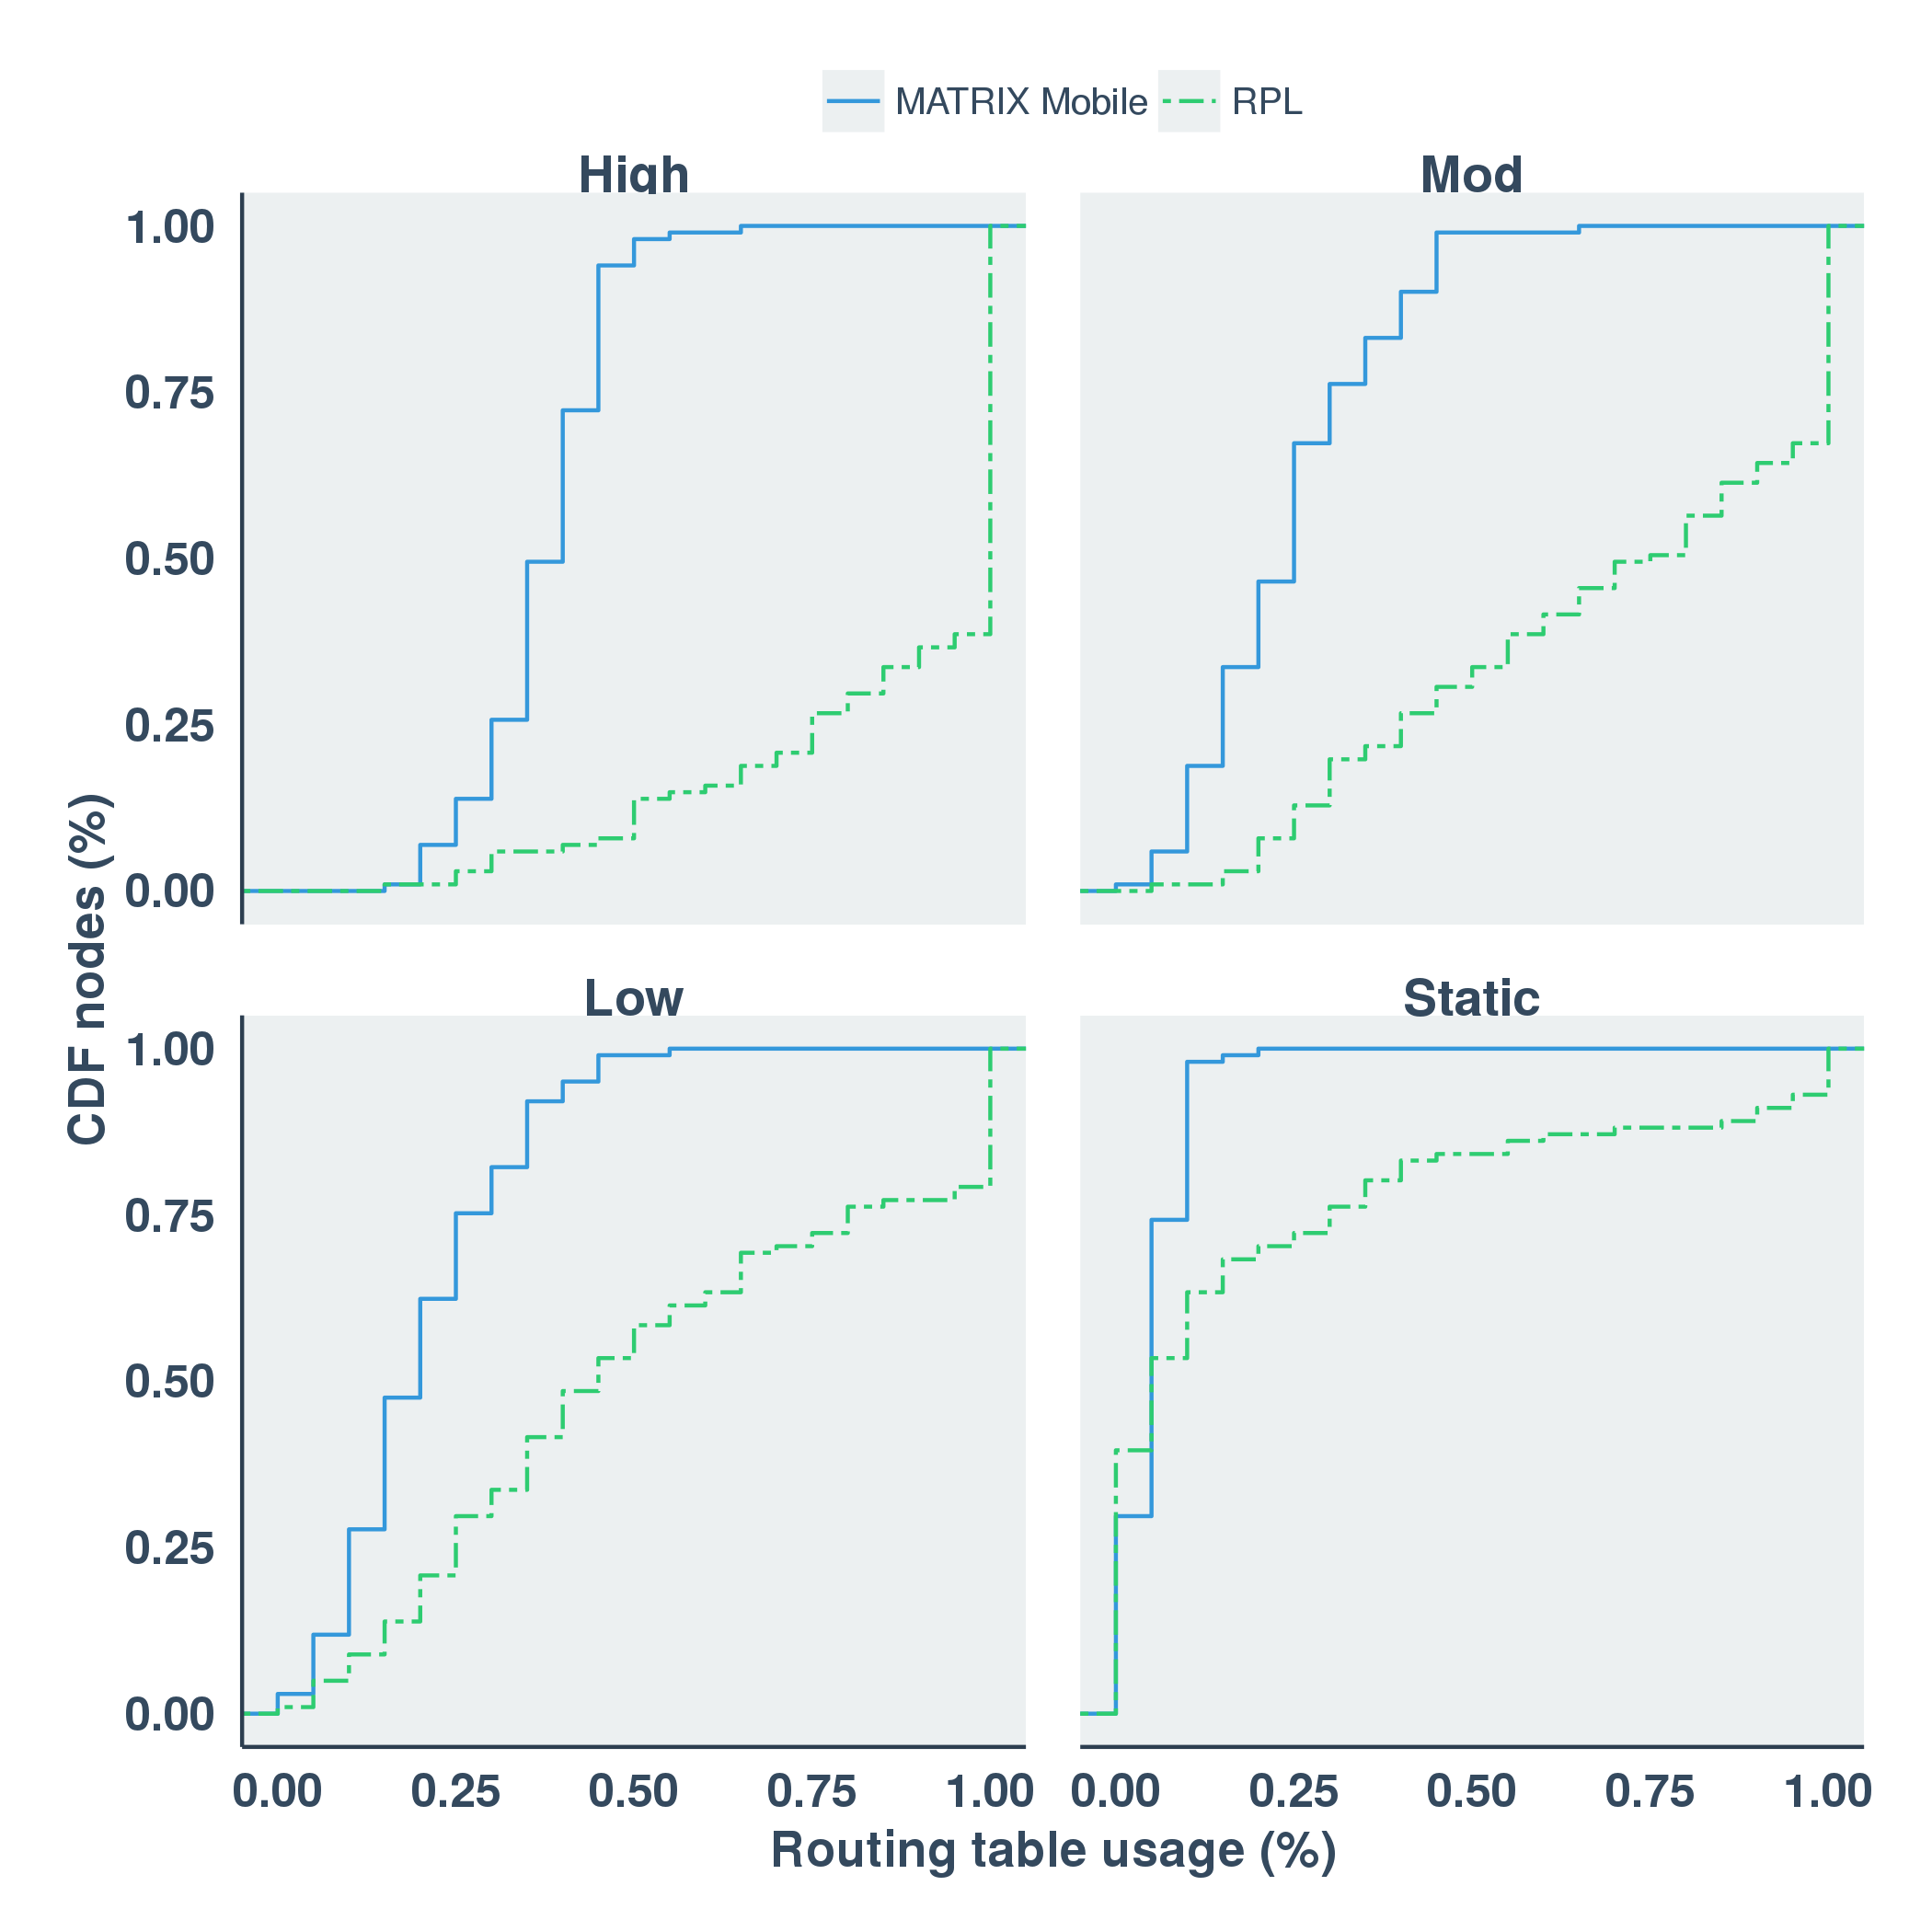 MATRIX Mobile RPL
High Mod
1.00
0.75
0.50
0.25
0.00
CDF nodes (%)
Low Static
1.00
0.75
0.50
0.25
0.00
0.00 0.25 0.50 0.75 1.00 0.00 0.25 0.50 0.75 1.00
Routing table usage (%)